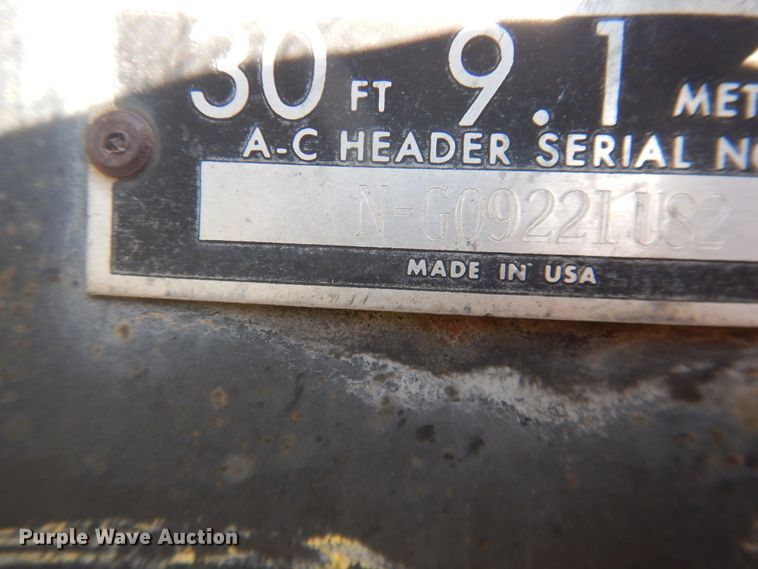 30 FT 9.1 MET
A-C HEADER SERIAL NO
N-G09221U82
MADE IN USA
Purple Wave Auction